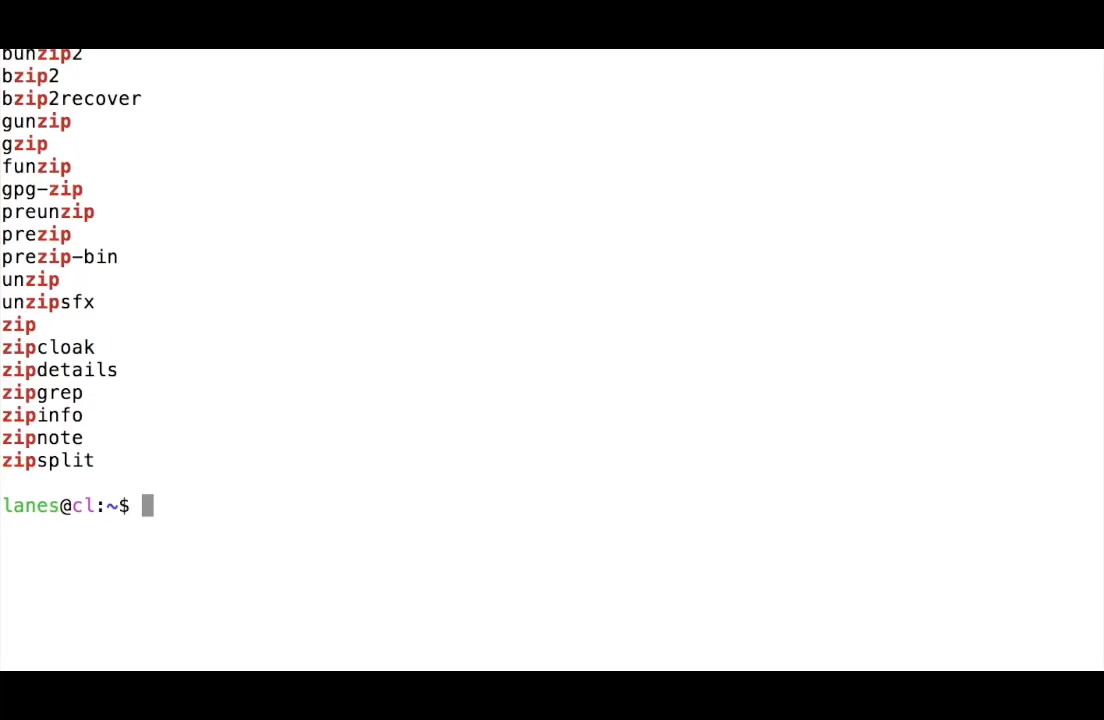 bunzip2
bzip2
bzip2recover
gunzip
gzip
funzip
gpg-zip
preunzip
prezip
prezip-bin
unzip
unzipsfx
zip
zipcloak
zipdetails
zipgrep
zipinfo
zipnote
zipsplit
lanes@cl:~$